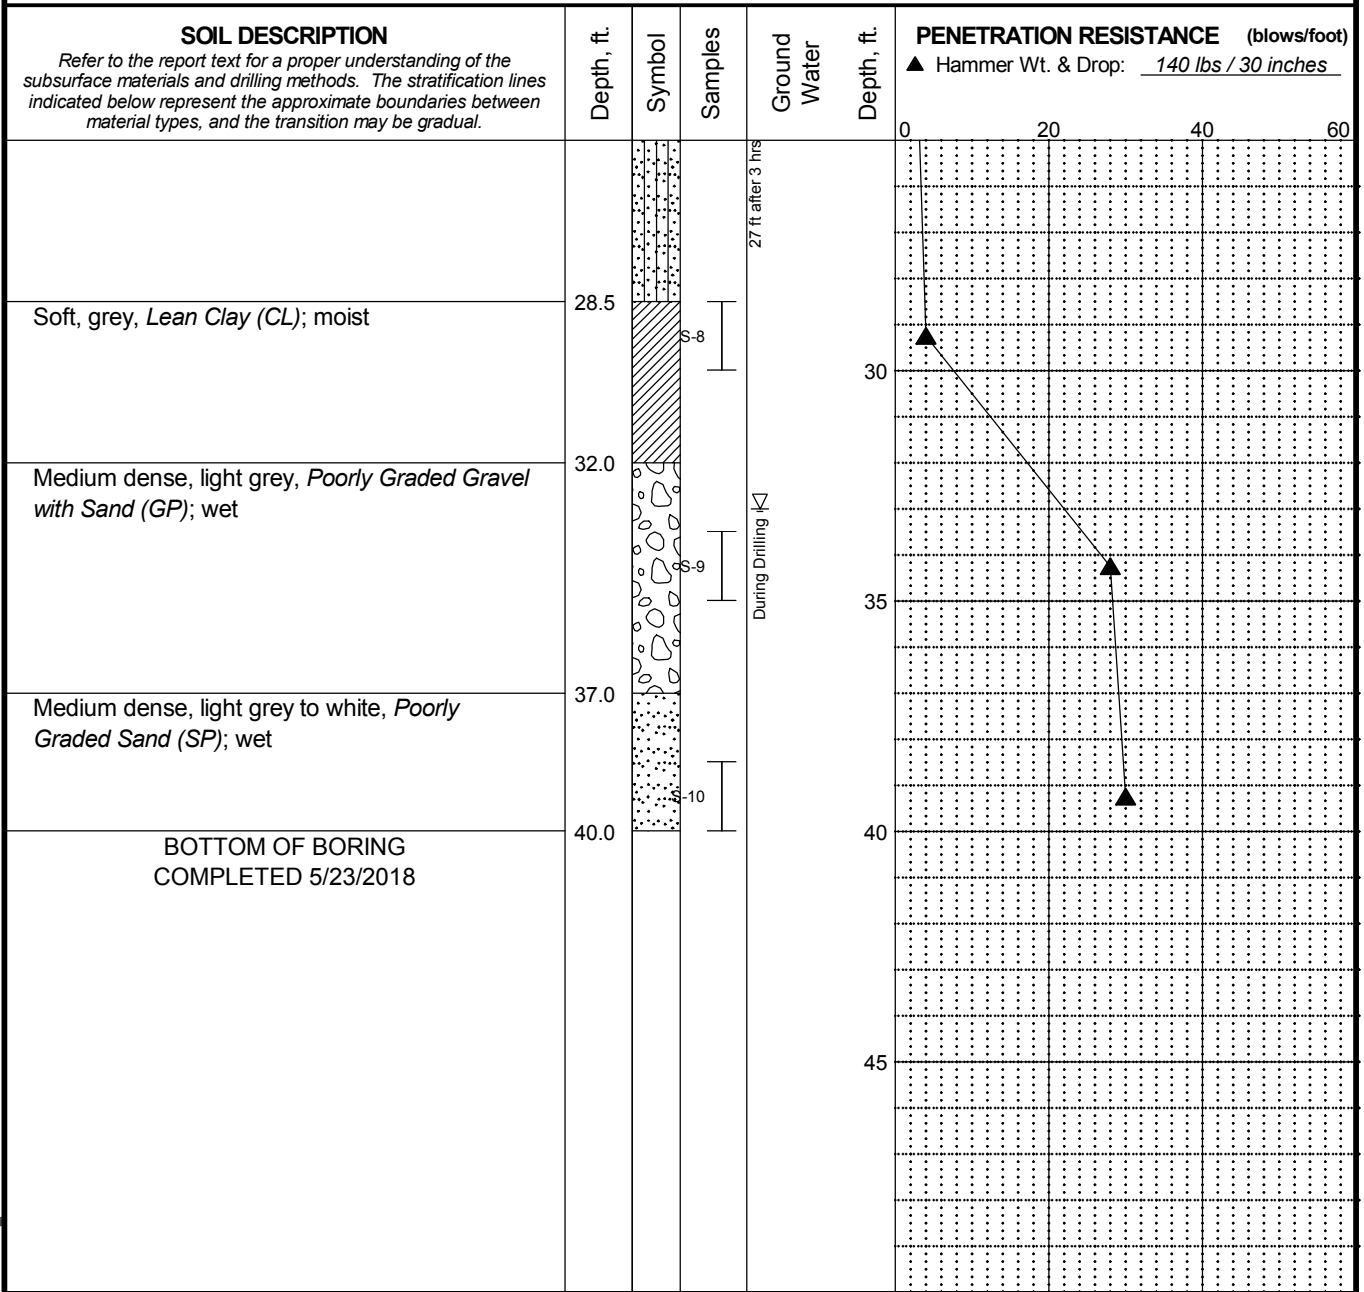 SOIL DESCRIPTION
Refer to the report text for a proper understanding of the
subsurface materials and drilling methods. The stratification lines
indicated below represent the approximate boundaries between
material types, and the transition may be gradual.
Depth, ft.
Symbol
Samples
Ground
Water
Depth, ft.
PENETRATION RESISTANCE (blows/foot)
▲ Hammer Wt. & Drop: 140 lbs / 30 inches
0 20 40 60
27 ft after 3 hrs
28.5
Soft, grey, Lean Clay (CL); moist
S-8
30
32.0
Medium dense, light grey, Poorly Graded Gravel
with Sand (GP); wet
During Drilling
S-9
35
37.0
Medium dense, light grey to white, Poorly
Graded Sand (SP); wet
S-10
40.0
40
BOTTOM OF BORING
COMPLETED 5/23/2018
45